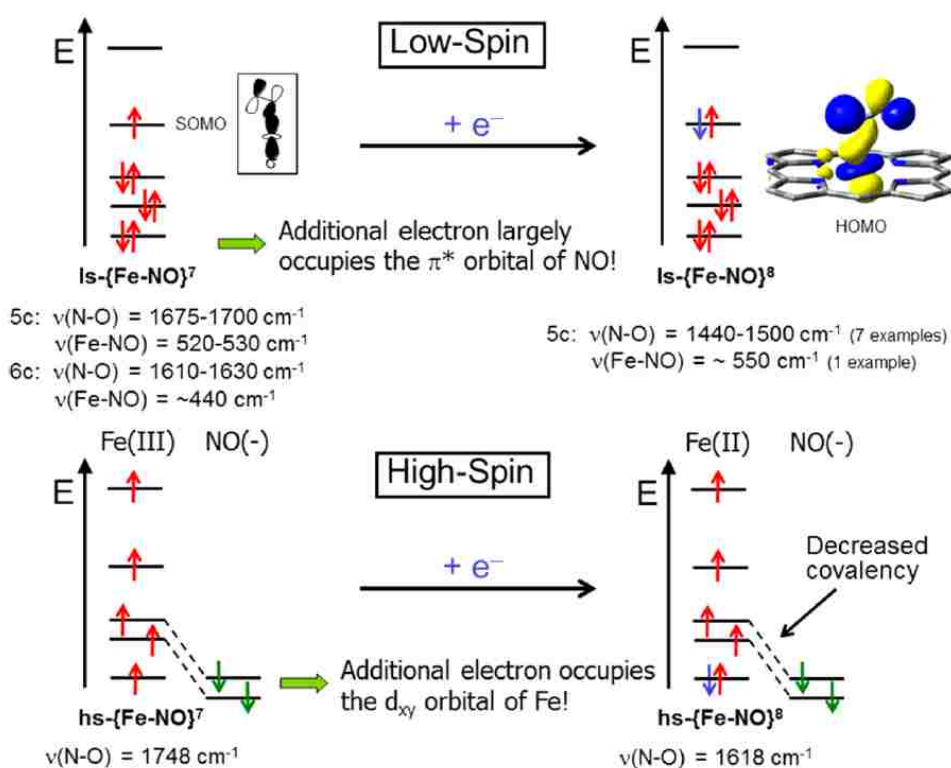 Low-Spin
E
SOMO
+ e⁻
E
HOMO
Additional electron largely
occupies the π* orbital of NO!
ls-{Fe-NO}⁷
ls-{Fe-NO}⁸
5c: ν(N-O) = 1675-1700 cm⁻¹
ν(Fe-NO) = 520-530 cm⁻¹
6c: ν(N-O) = 1610-1630 cm⁻¹
ν(Fe-NO) = ~440 cm⁻¹
5c: ν(N-O) = 1440-1500 cm⁻¹ (7 examples)
ν(Fe-NO) = ~ 550 cm⁻¹ (1 example)
Fe(III) NO(-)
High-Spin
Fe(II) NO(-)
E
+ e⁻
E
Decreased
covalency
Additional electron occupies
the dxy orbital of Fe!
hs-{Fe-NO}⁷
hs-{Fe-NO}⁸
ν(N-O) = 1748 cm⁻¹
ν(N-O) = 1618 cm⁻¹